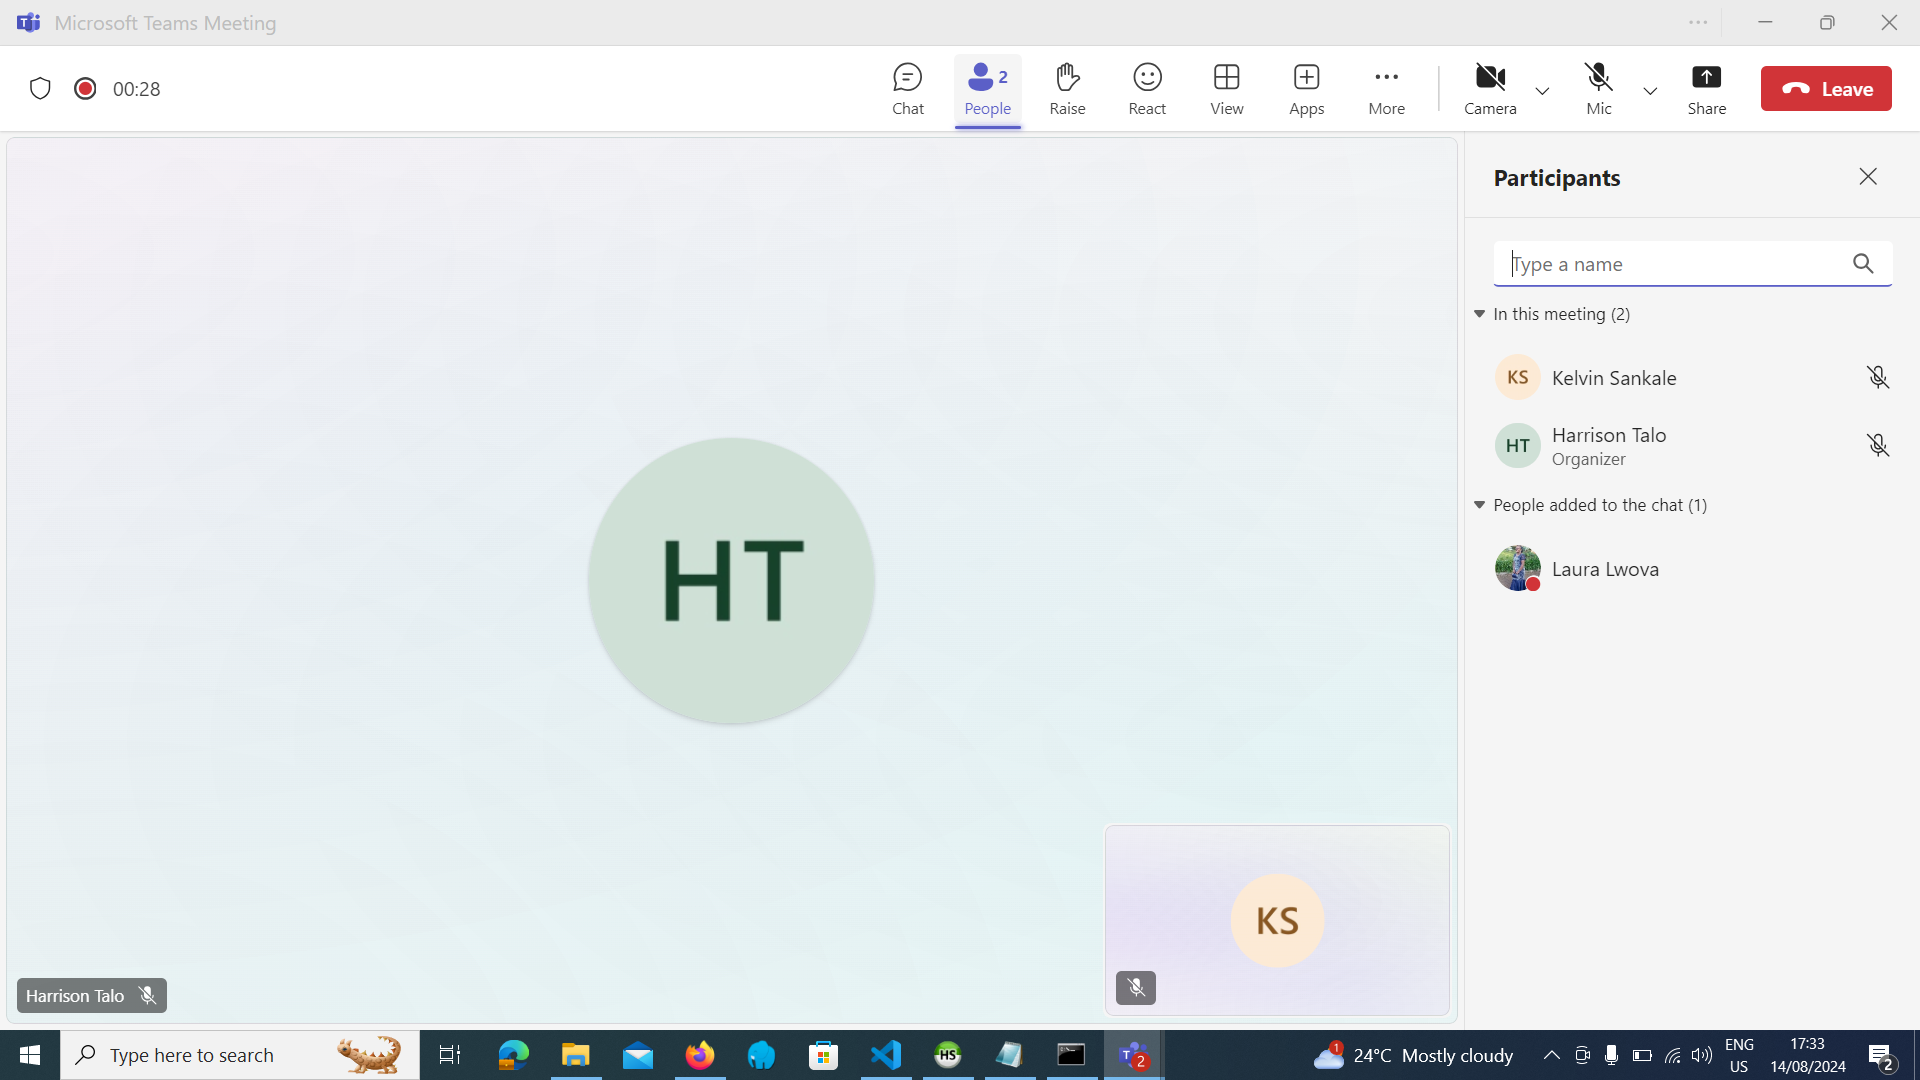 Microsoft Teams Meeting
00:28
Chat
2
People
Raise
React
View
Apps
More
Camera
Mic
Share
Leave
Participants
Type a name
In this meeting (2)
KS
Kelvin Sankale
HT
Harrison Talo
Organizer
People added to the chat (1)
Laura Lwova
HT
KS
Harrison Talo
Type here to search
HS
T
2
1
24°C Mostly cloudy
ENG
US
17:33
14/08/2024
2